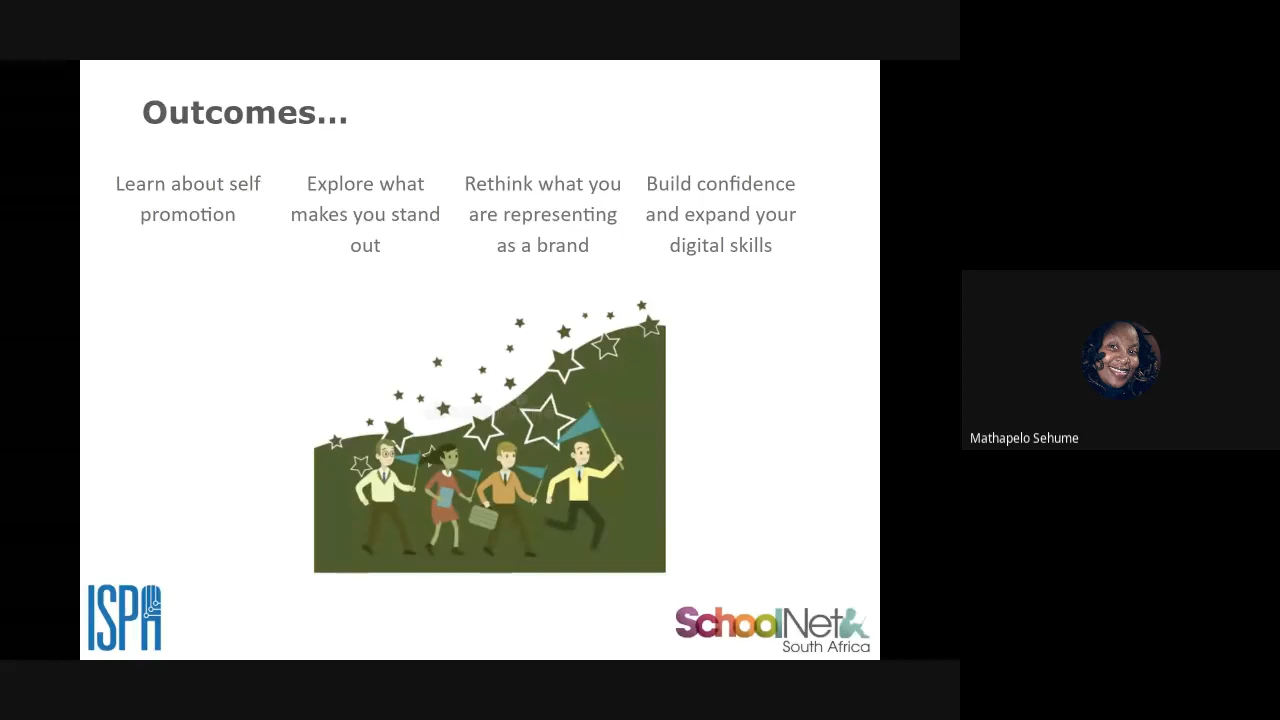 Outcomes...
Learn about self
promotion
Explore what
makes you stand
out
Rethink what you
are representing
as a brand
Build confidence
and expand your
digital skills
Mathapelo Sehume
ISPA
SchoolNet
South Africa